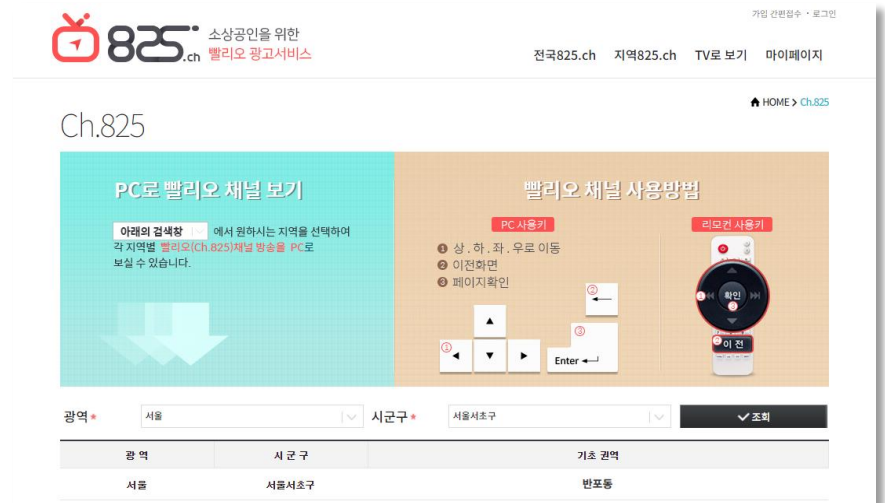 가입 간편접수 · 로그인
825.ch
소상공인을 위한
빨리오 광고서비스
전국825.ch 지역825.ch TV로 보기 마이페이지
HOME > Ch.825
Ch.825
PC로 빨리오 채널 보기
아래의 검색창 에서 원하시는 지역을 선택하여
각 지역별 빨리오(Ch.825)채널 방송을 PC로
보실 수 있습니다.
빨리오 채널 사용방법
PC 사용키
❶ 상 . 하 . 좌 . 우로 이동
❷ 이전화면
❸ 페이지확인
①
②
③
Enter
리모컨 사용키
①
확인
③
② 이 전
광역* 서울 시군구* 서울서초구 조회
광 역 시 군 구 기초 권역
서울 서울서초구 반포동